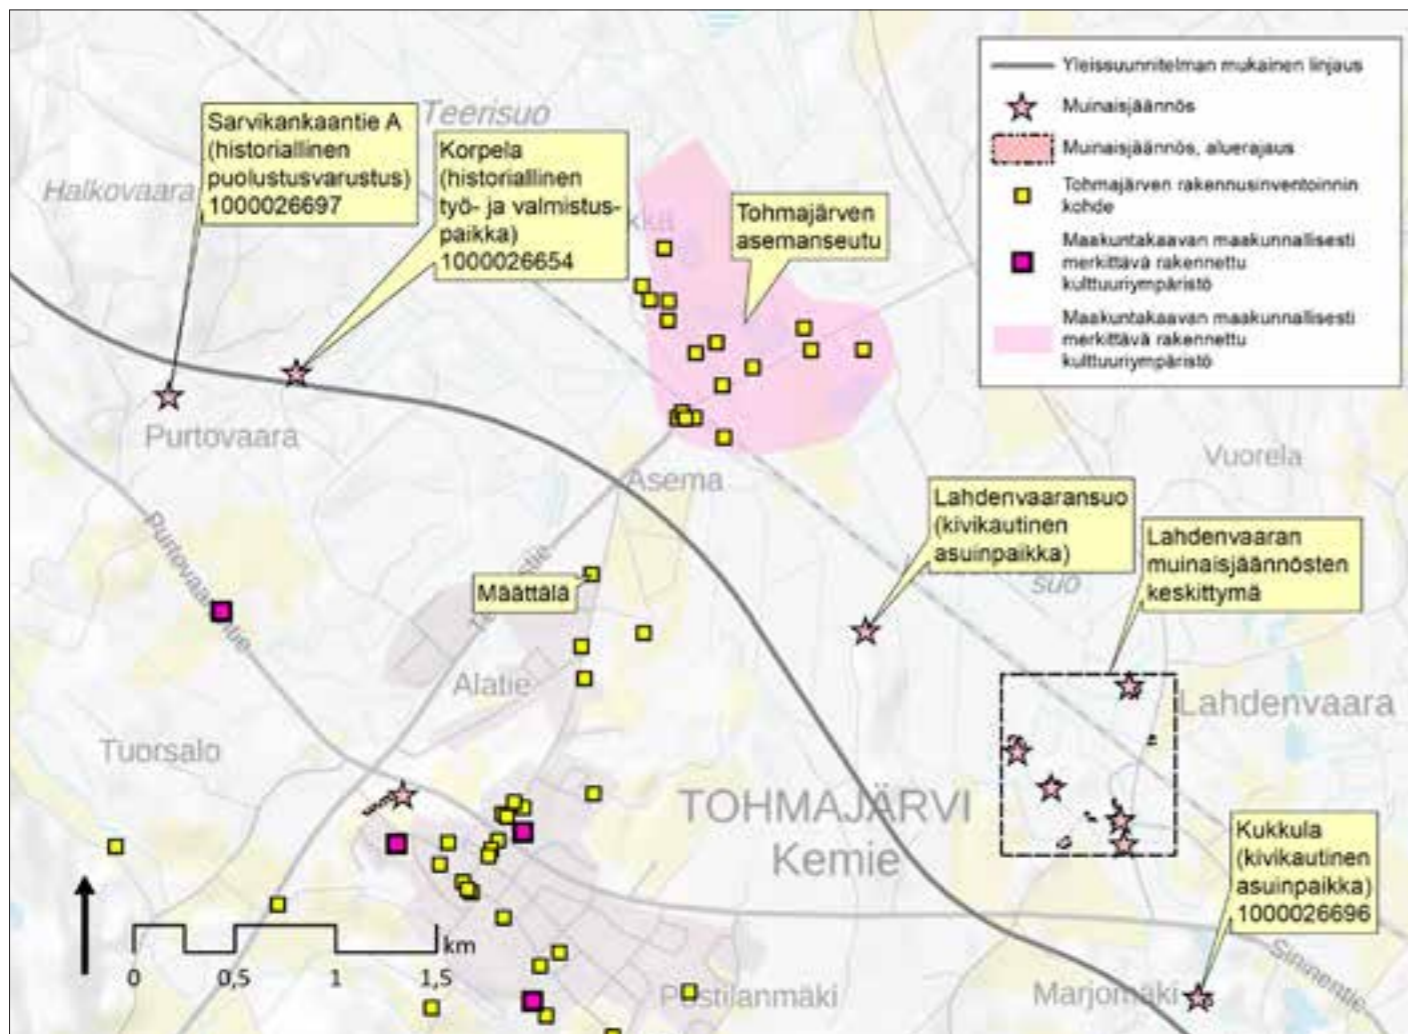 Yleissuunnitelman mukainen linjaus
Muinaisjäännös
Muinaisjäännös, aluerajaus
Tohmajärven rakennusinventoinnin
kohde
Maakuntakaavan maakunnallisesti
merkittävä rakennettu
kulttuuriympäristö
Maakuntakaavan maakunnallisesti
merkittävä rakennettu
kulttuuriympäristö
Teerisuo
Halkovaara
Sarvikankaantie A
(historiallinen
puolustusvarustus)
1000026697
Korpela
(historiallinen
työ- ja valmistus-
paikka)
1000026654
Tohmajärven
asemanseutu
Purtovaara
Asema
Vuorela
Lahdenvaaransuo
(kivikautinen
asuinpaikka)
Lahdenvaaran
muinaisjäännösten
keskittymä
suo
Määttälä
Purtovaarantie
Alatie
Lahdenvaara
Tuorsalo
TOHMAJÄRVI
Kemie
Kukkula
(kivikautinen
asuinpaikka)
1000026696
km
0 0,5 1 1,5
Postilanmäki
Marjomäki